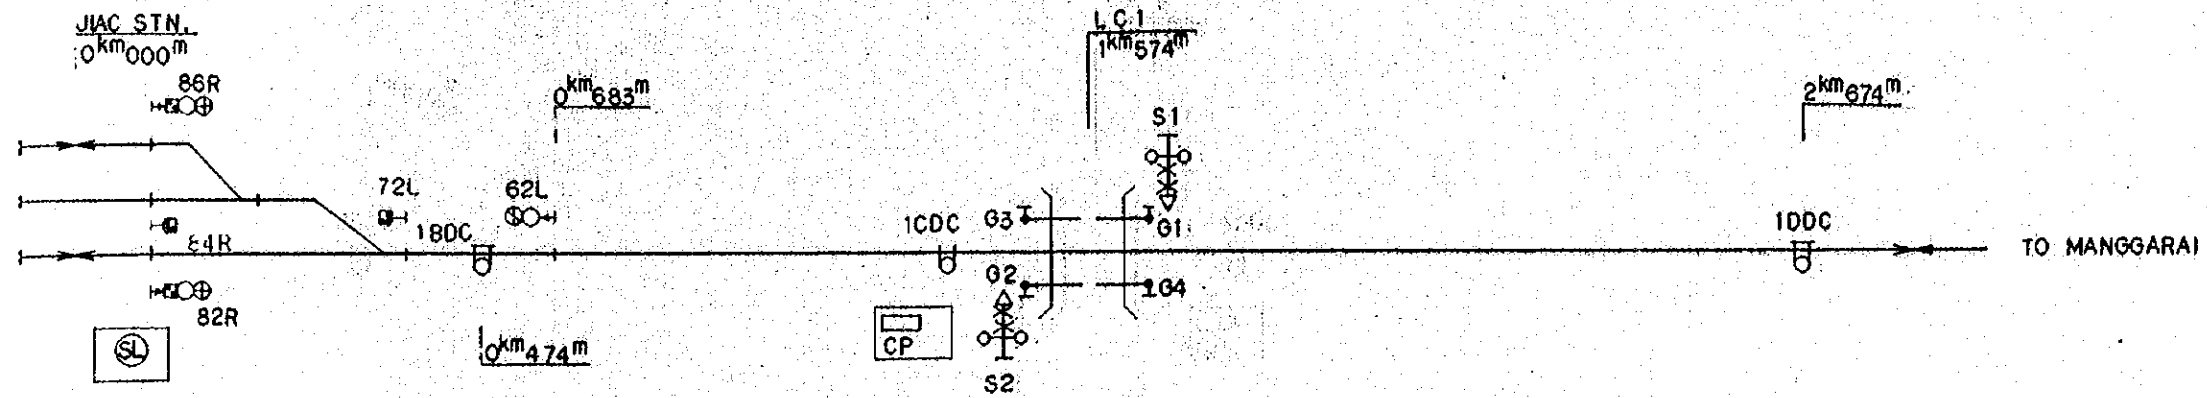 JIAC STN.
0km000m
86R
84R
82R
SL
72L
18DC
62L
0km683m
0km474m
1CDC
CP
G3
G2
S2
LC1
1km574m
S1
G1
G4
2km674m
1DDC
TO MANGGARAI